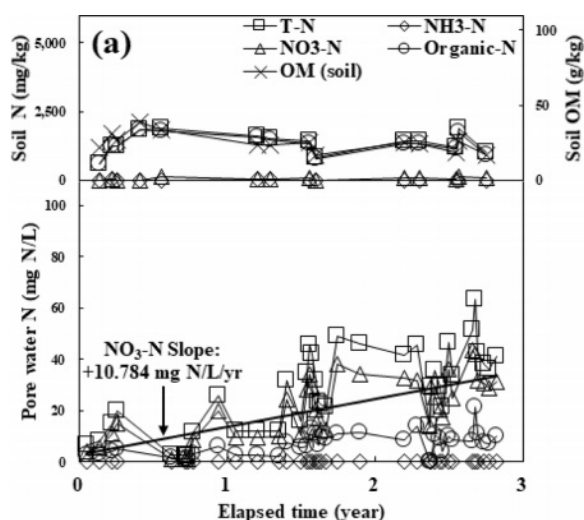 (a)
T-N
NH3-N
NO3-N
Organic-N
OM (soil)
Soil N (mg/kg)
5,000
2,500
0
Soil OM (g/kg)
100
50
0
Pore water N (mg N/L)
100
80
60
40
20
0
NO₃-N Slope:
+10.784 mg N/L/yr
0 1 2 3
Elapsed time (year)